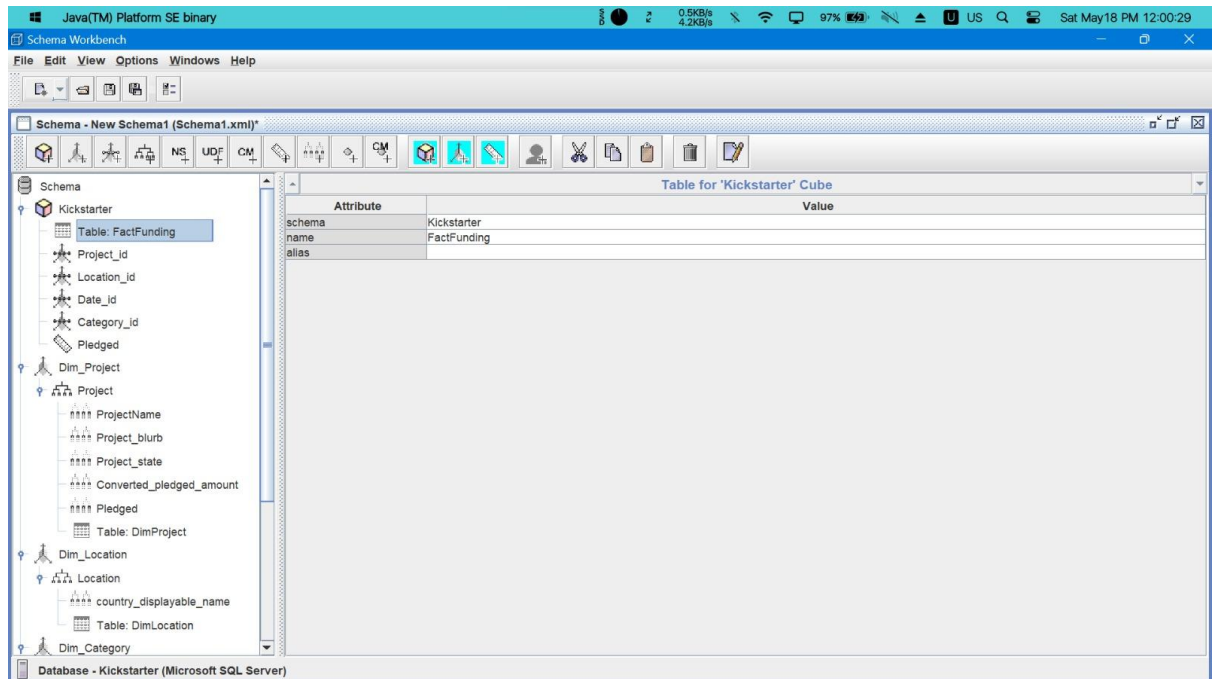 Java(TM) Platform SE binary
S D
0.5KB/s
4.2KB/s
97%
U US
Sat May18 PM 12:00:29
Schema Workbench
File Edit View Options Windows Help
Schema - New Schema1 (Schema1.xml)*
NS UDF CM CM
Schema
Kickstarter
Table: FactFunding
Project_id
Location_id
Date_id
Category_id
Pledged
Dim_Project
Project
ProjectName
Project_blurb
Project_state
Converted_pledged_amount
Pledged
Table: DimProject
Dim_Location
Location
country_displayable_name
Table: DimLocation
Dim_Category
Table for 'Kickstarter' Cube
Attribute Value
schema Kickstarter
name FactFunding
alias
Database - Kickstarter (Microsoft SQL Server)